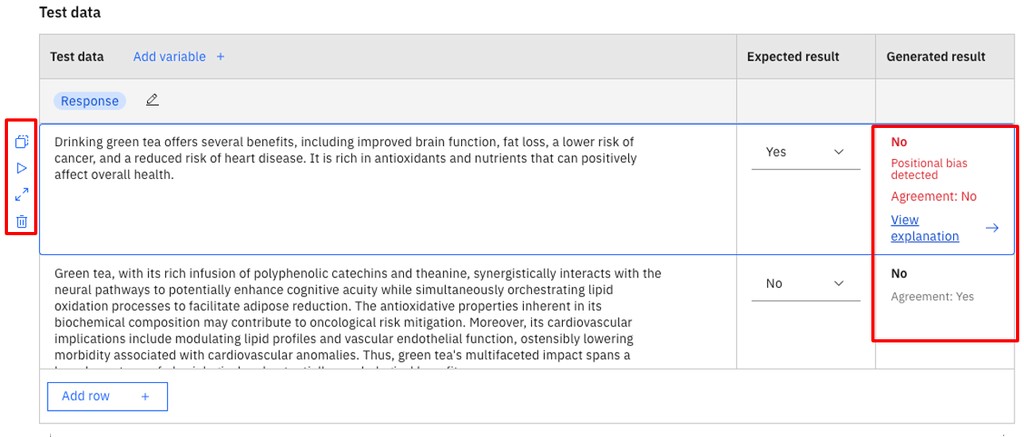 Test data
Test data Add variable + Expected result Generated result
Response
Drinking green tea offers several benefits, including improved brain function, fat loss, a lower risk of
cancer, and a reduced risk of heart disease. It is rich in antioxidants and nutrients that can positively
affect overall health.
Yes
No
Positional bias
detected
Agreement: No
View
explanation
Green tea, with its rich infusion of polyphenolic catechins and theanine, synergistically interacts with the
neural pathways to potentially enhance cognitive acuity while simultaneously orchestrating lipid
oxidation processes to facilitate adipose reduction. The antioxidative properties inherent in its
biochemical composition may contribute to oncological risk mitigation. Moreover, its cardiovascular
implications include modulating lipid profiles and vascular endothelial function, ostensibly lowering
morbidity associated with cardiovascular anomalies. Thus, green tea's multifaceted impact spans a
No
No
Agreement: Yes
Add row +